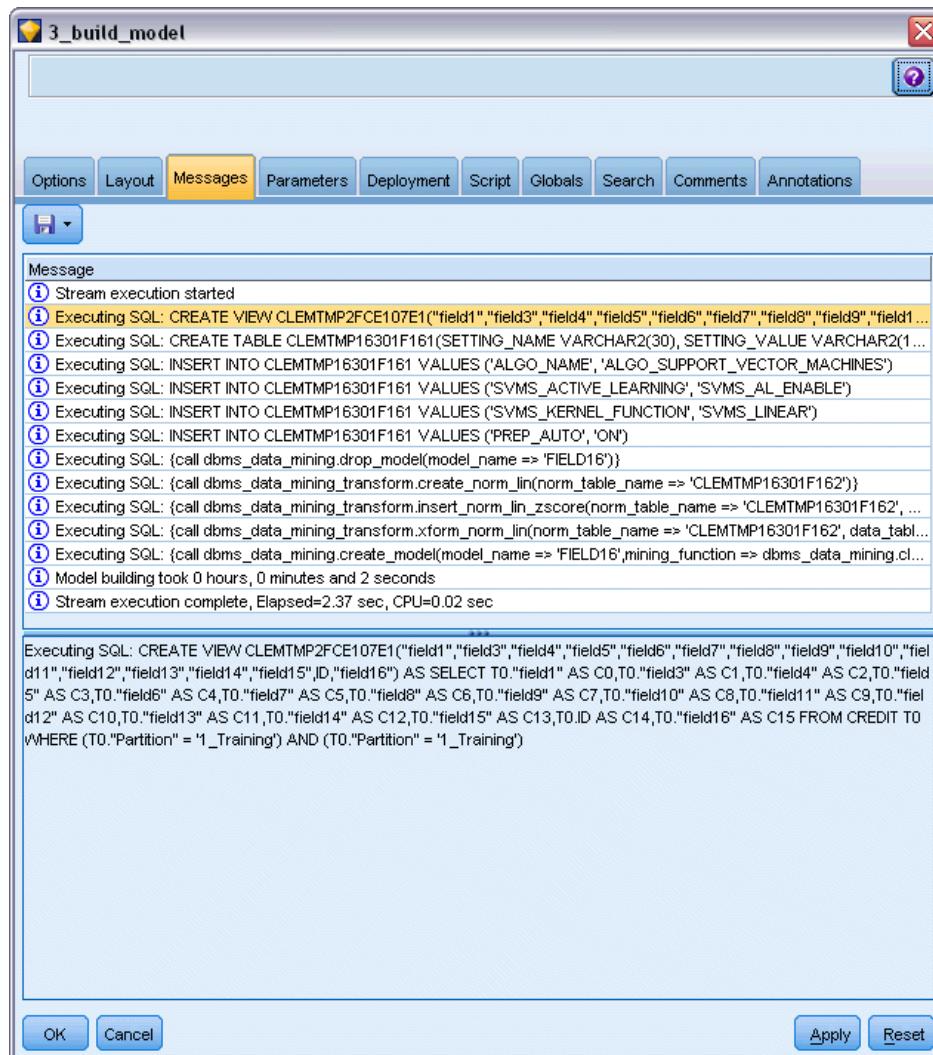 3_build_model
Options Layout Messages Parameters Deployment Script Globals Search Comments Annotations
Message
Stream execution started
Executing SQL: CREATE VIEW CLEMTMP2FCE107E1("field1","field3","field4","field5","field6","field7","field8","field9","field1...
Executing SQL: CREATE TABLE CLEMTMP16301F161(SETTING_NAME VARCHAR2(30), SETTING_VALUE VARCHAR2(1...
Executing SQL: INSERT INTO CLEMTMP16301F161 VALUES ('ALGO_NAME', 'ALGO_SUPPORT_VECTOR_MACHINES')
Executing SQL: INSERT INTO CLEMTMP16301F161 VALUES ('SVMS_ACTIVE_LEARNING', 'SVMS_AL_ENABLE')
Executing SQL: INSERT INTO CLEMTMP16301F161 VALUES ('SVMS_KERNEL_FUNCTION', 'SVMS_LINEAR')
Executing SQL: INSERT INTO CLEMTMP16301F161 VALUES ('PREP_AUTO', 'ON')
Executing SQL: {call dbms_data_mining.drop_model(model_name => 'FIELD16')}
Executing SQL: {call dbms_data_mining_transform.create_norm_lin(norm_table_name => 'CLEMTMP16301F162')}
Executing SQL: {call dbms_data_mining_transform.insert_norm_lin_zscore(norm_table_name => 'CLEMTMP16301F162', ...
Executing SQL: {call dbms_data_mining_transform.xform_norm_lin(norm_table_name => 'CLEMTMP16301F162', data_tabl...
Executing SQL: {call dbms_data_mining.create_model(model_name => 'FIELD16',mining_function => dbms_data_mining.cl...
Model building took 0 hours, 0 minutes and 2 seconds
Stream execution complete, Elapsed=2.37 sec, CPU=0.02 sec
Executing SQL: CREATE VIEW CLEMTMP2FCE107E1("field1","field3","field4","field5","field6","field7","field8","field9","field10","fiel
d11","field12","field13","field14","field15",ID,"field16") AS SELECT T0."field1" AS C0,T0."field3" AS C1,T0."field4" AS C2,T0."field
5" AS C3,T0."field6" AS C4,T0."field7" AS C5,T0."field8" AS C6,T0."field9" AS C7,T0."field10" AS C8,T0."field11" AS C9,T0."fiel
d12" AS C10,T0."field13" AS C11,T0."field14" AS C12,T0."field15" AS C13,T0.ID AS C14,T0."field16" AS C15 FROM CREDIT T0
WHERE (T0."Partition" = '1_Training') AND (T0."Partition" = '1_Training')
OK Cancel Apply Reset